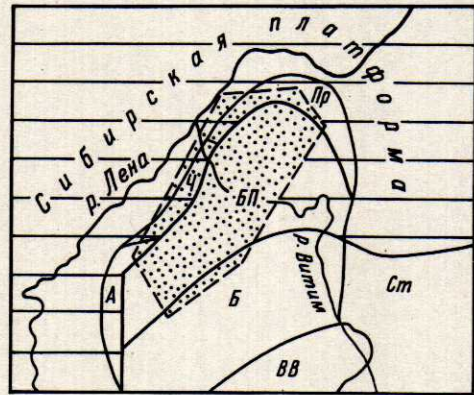 Сибирская платформа
р. Лена
Пр
Ч
БП
А
Б
р. Витим
Ст
ВВ